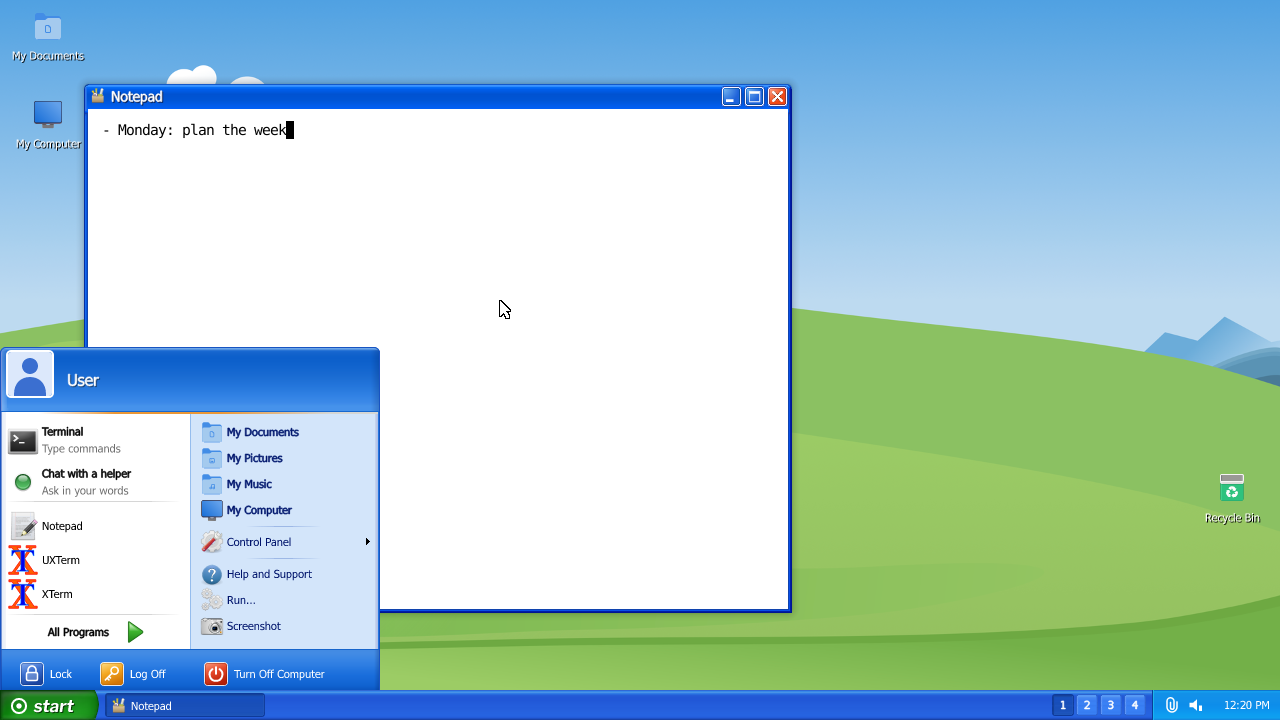 My Documents
My Computer
Notepad
- Monday: plan the week
User
Terminal
Type commands
Chat with a helper
Ask in your words
Notepad
UXTerm
XTerm
All Programs
My Documents
My Pictures
My Music
My Computer
Control Panel
Help and Support
Run...
Screenshot
Lock
Log Off
Turn Off Computer
Recycle Bin
start
Notepad
1 2 3 4
12:20 PM